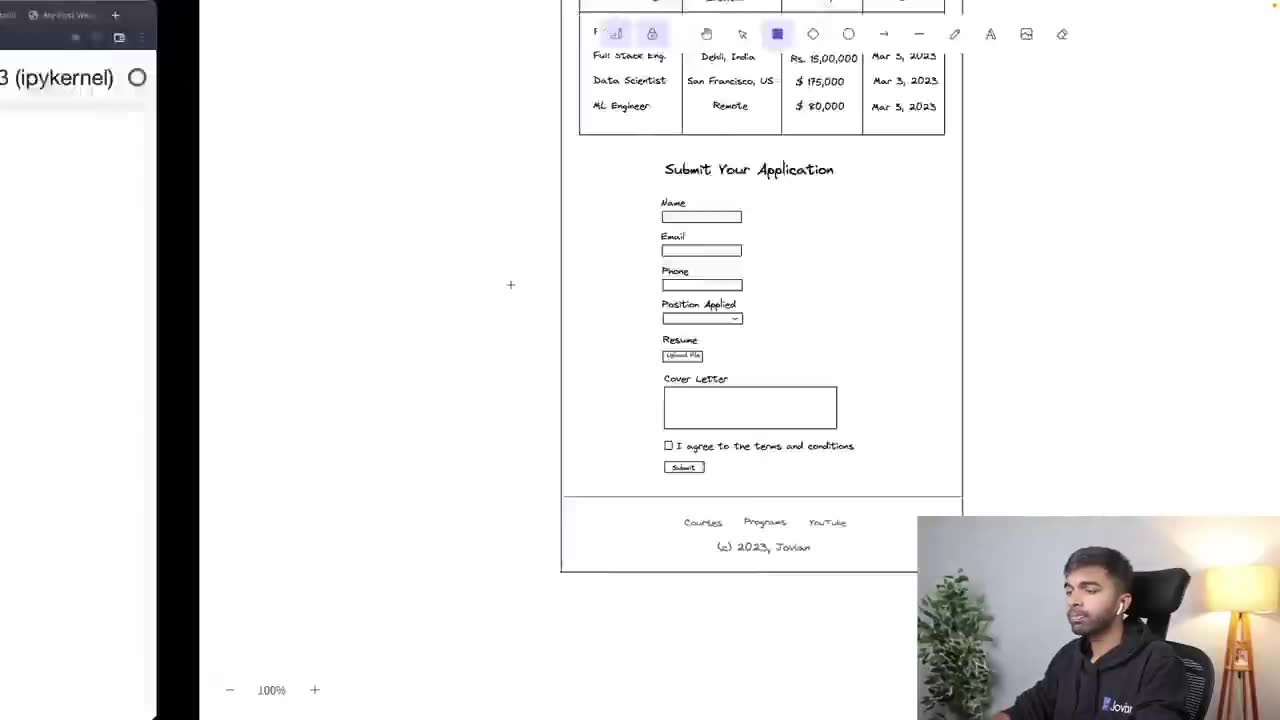 My Post We
3 (ipykernel)
Full Stack Eng. Dehli, India Rs. 15,00,000 Mar 3, 2023
Data Scientist San Francisco, US $ 175,000 Mar 3, 2023
ML Engineer Remote $ 80,000 Mar 3, 2023
Submit Your Application
Name
Email
Phone
Position Applied
Resume
Upload File
Cover Letter
I agree to the terms and conditions
Submit
Courses Programs YouTube
(c) 2023, Jovian
Jovian
100%